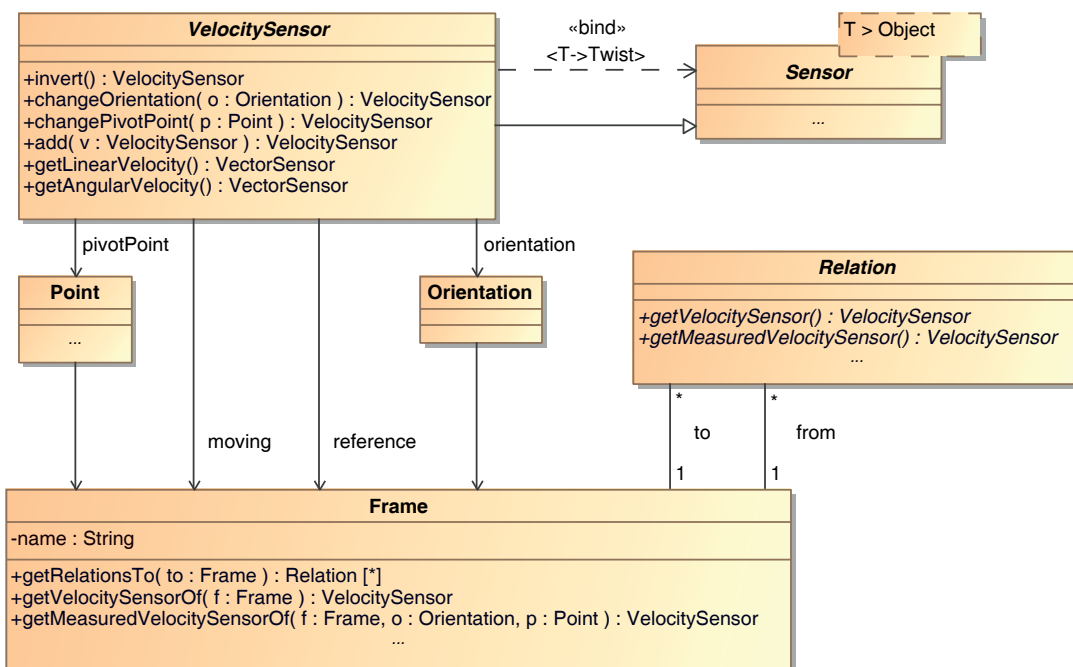 VelocitySensor
+invert() : VelocitySensor
+changeOrientation( o : Orientation ) : VelocitySensor
+changePivotPoint( p : Point ) : VelocitySensor
+add( v : VelocitySensor ) : VelocitySensor
+getLinearVelocity() : VectorSensor
+getAngularVelocity() : VectorSensor
«bind»
<T->Twist>
T > Object
Sensor
...
pivotPoint
orientation
Point
...
Orientation
Relation
+getVelocitySensor() : VelocitySensor
+getMeasuredVelocitySensor() : VelocitySensor
...
moving
reference
*
to
1
*
from
1
Frame
-name : String
+getRelationsTo( to : Frame ) : Relation [*]
+getVelocitySensorOf( f : Frame ) : VelocitySensor
+getMeasuredVelocitySensorOf( f : Frame, o : Orientation, p : Point ) : VelocitySensor
...